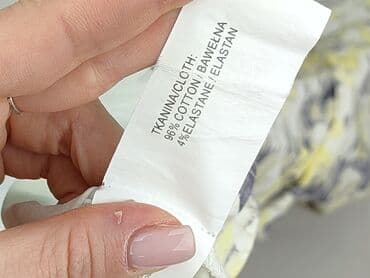 TKANINA/CLOTH:
96% COTTON / BAWEŁNA
4% ELASTANE / ELASTAN